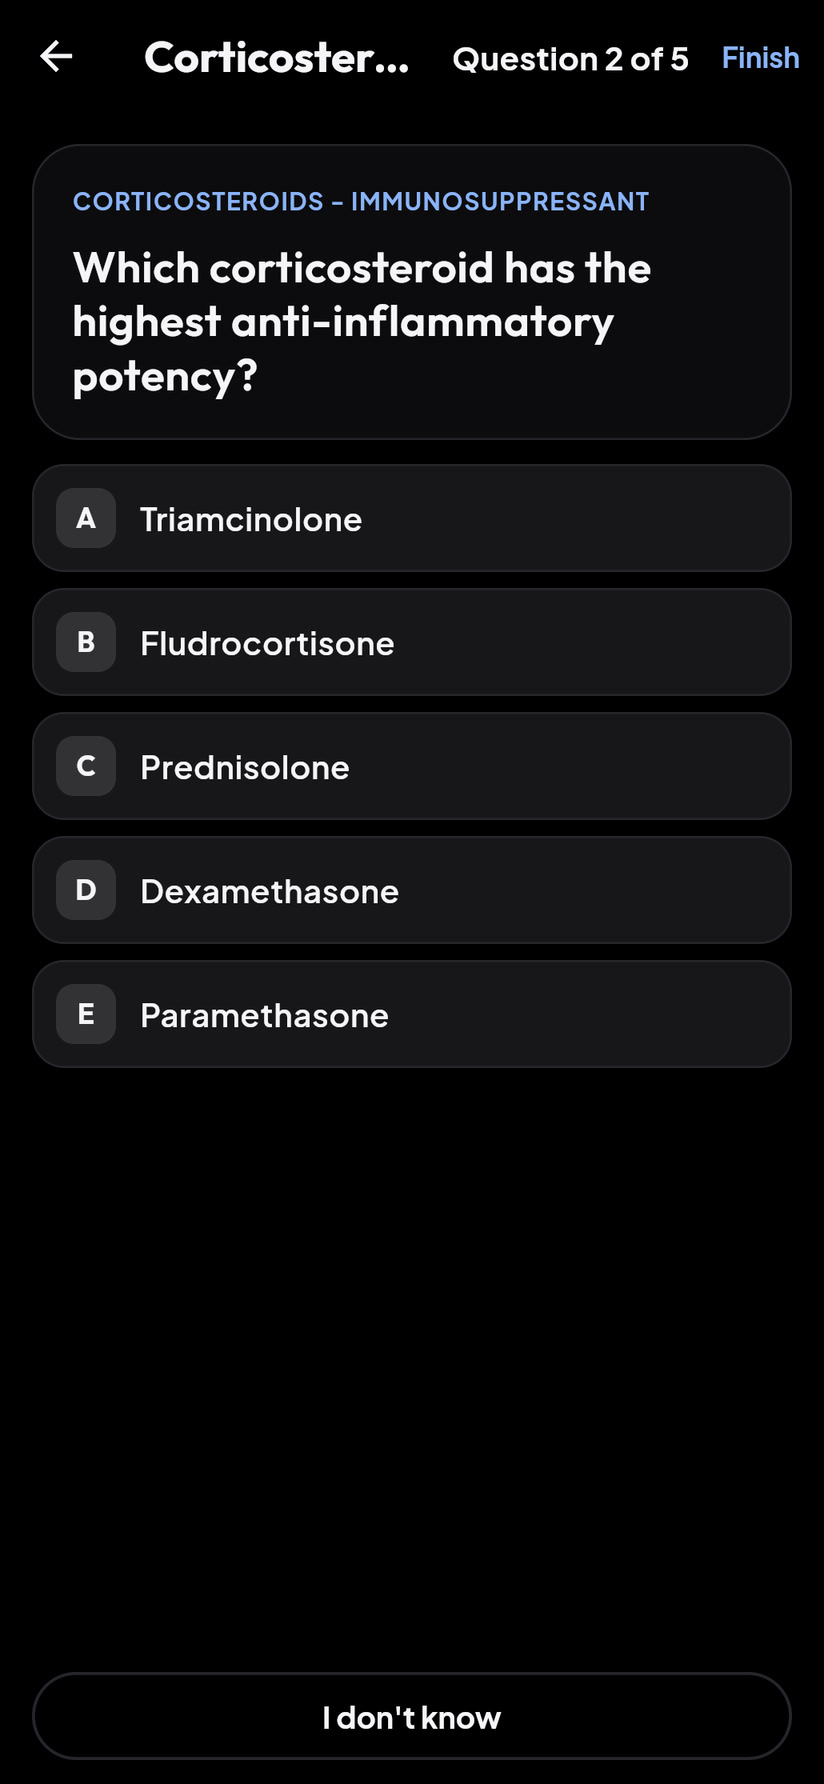 Corticoster... Question 2 of 5 Finish
CORTICOSTEROIDS – IMMUNOSUPPRESSANT
Which corticosteroid has the
highest anti-inflammatory
potency?
A Triamcinolone
B Fludrocortisone
C Prednisolone
D Dexamethasone
E Paramethasone
I don't know